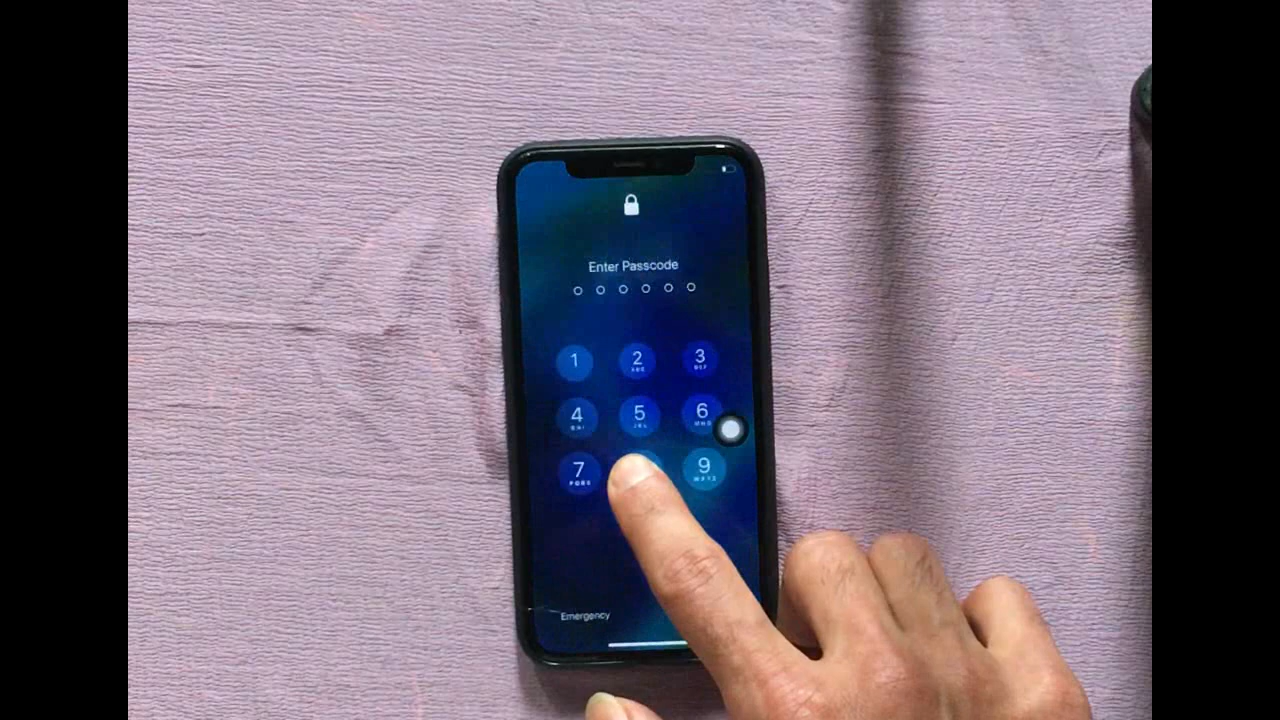 Enter Passcode
1 2 3
ABC DEF
4 5 6
GHI JKL MNO
7 9
PQRS WXYZ
Emergency